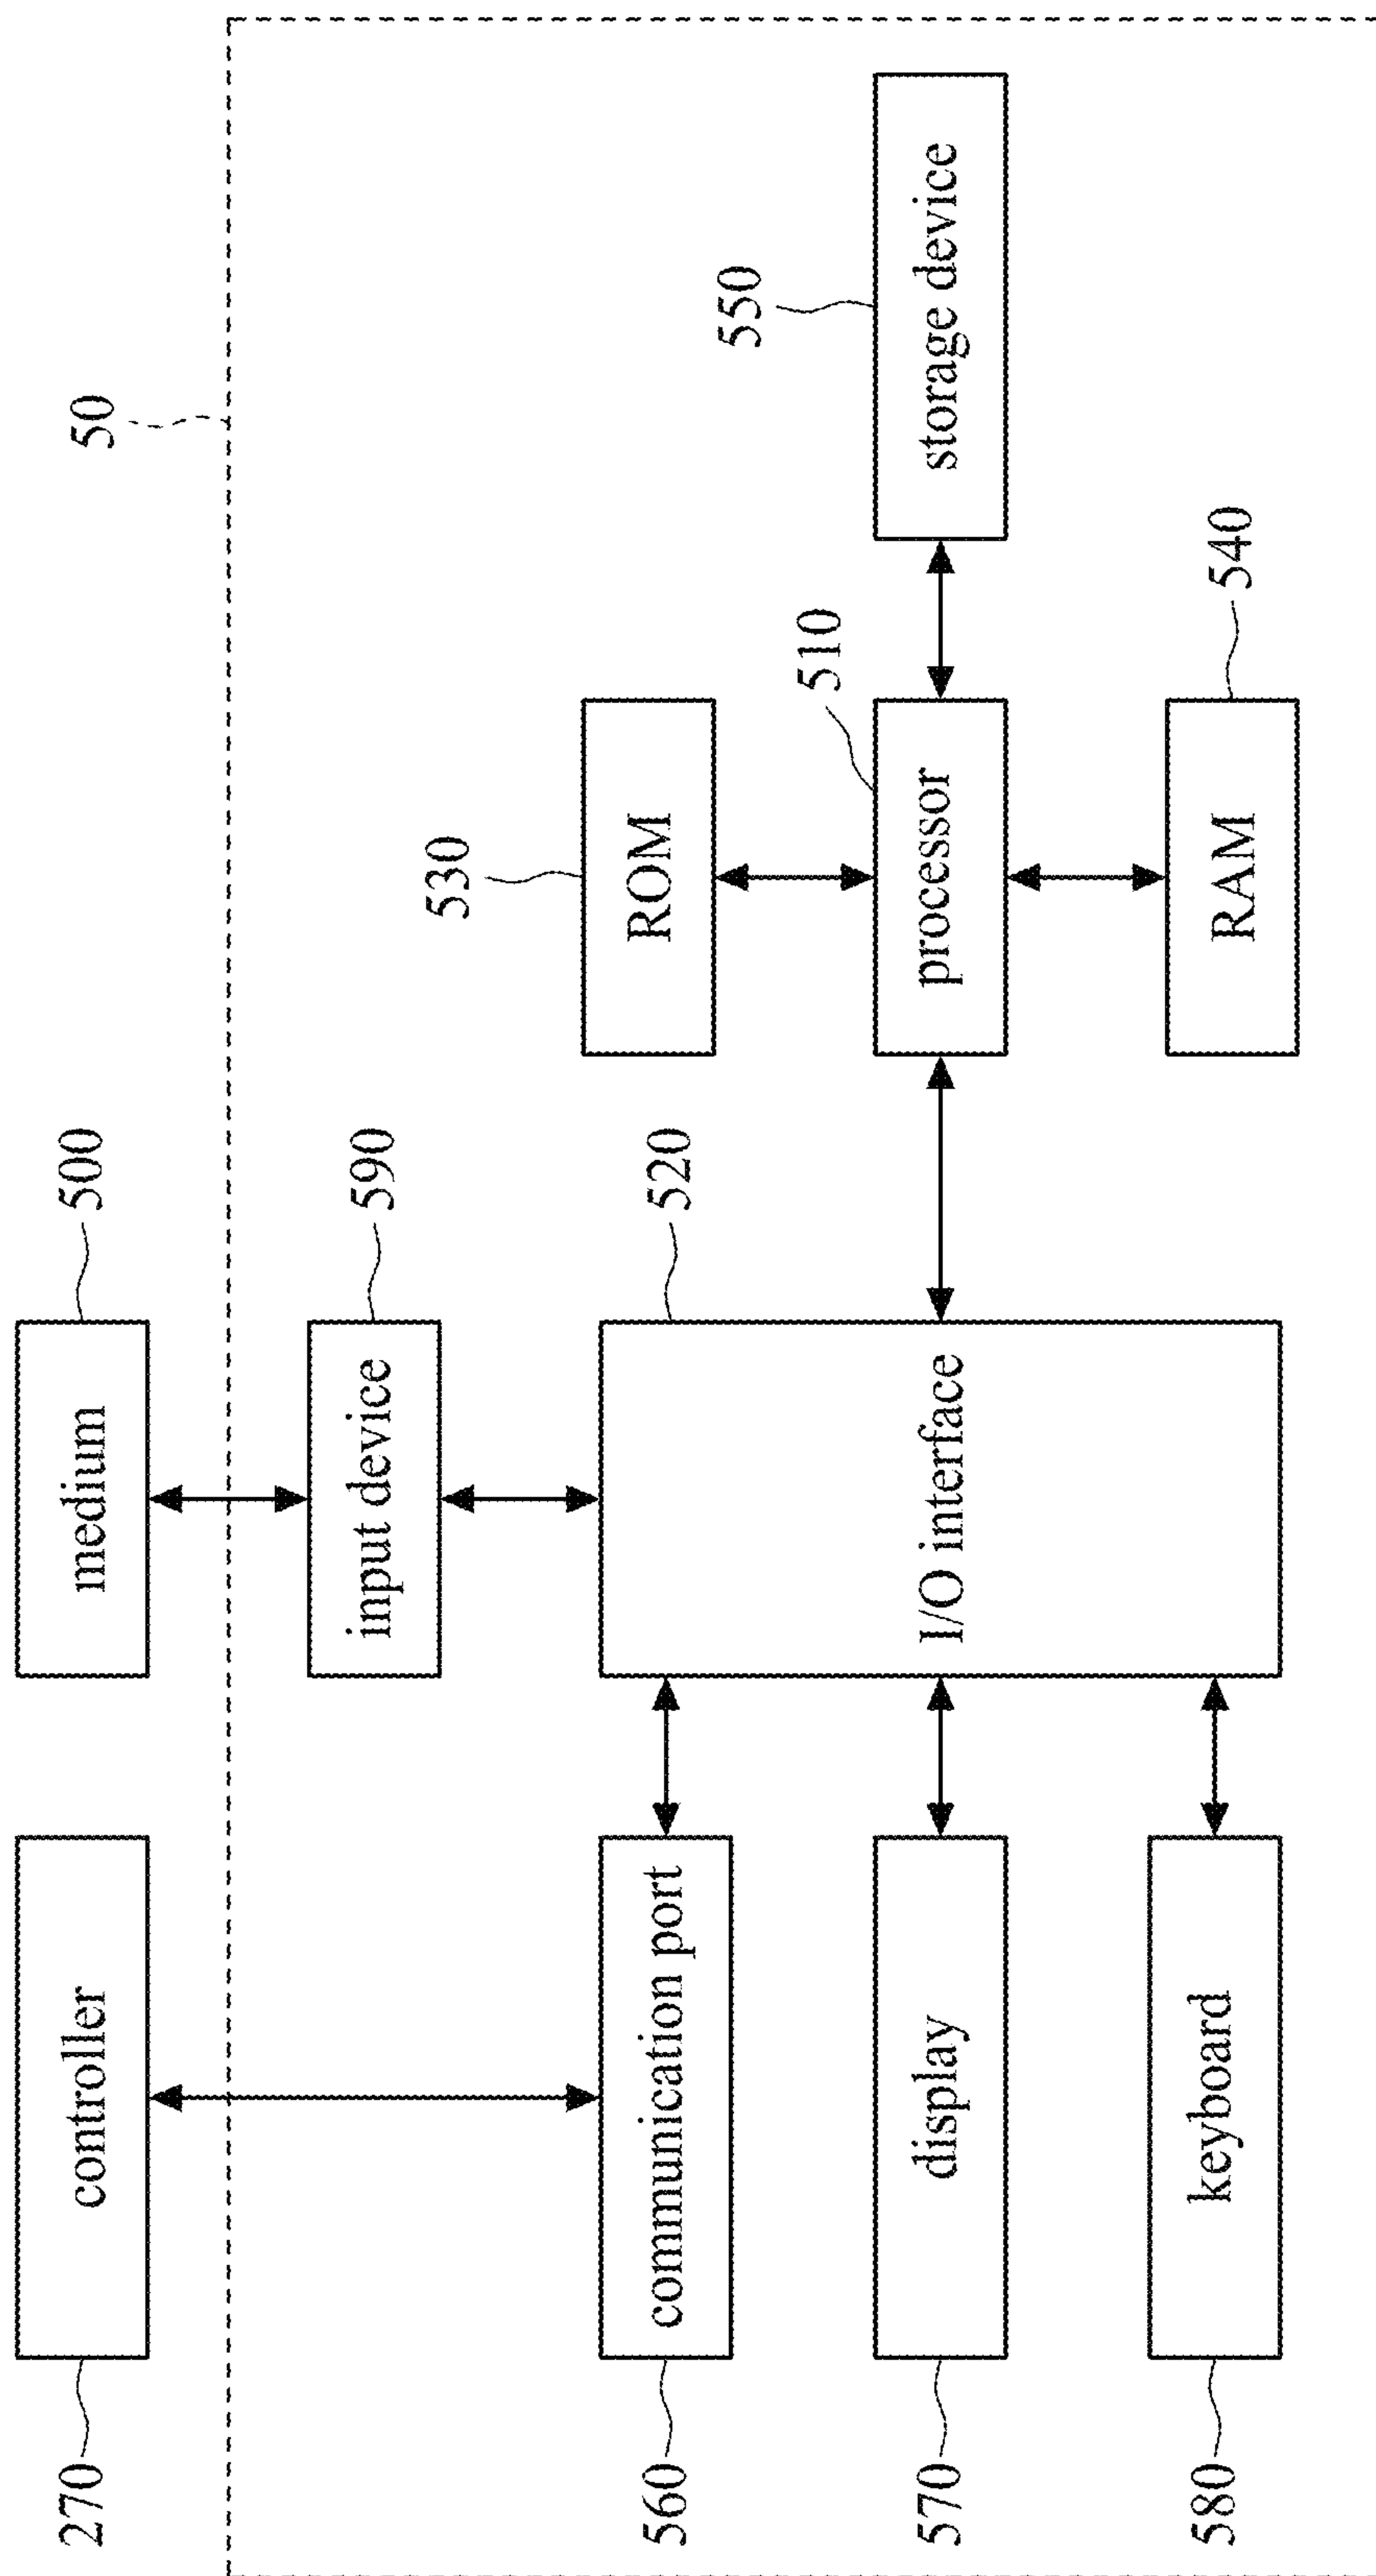 270
controller
medium
500
50
input device
590
530
ROM
560
communication port
I/O interface
520
510
550
570
display
processor
storage device
580
keyboard
RAM
540